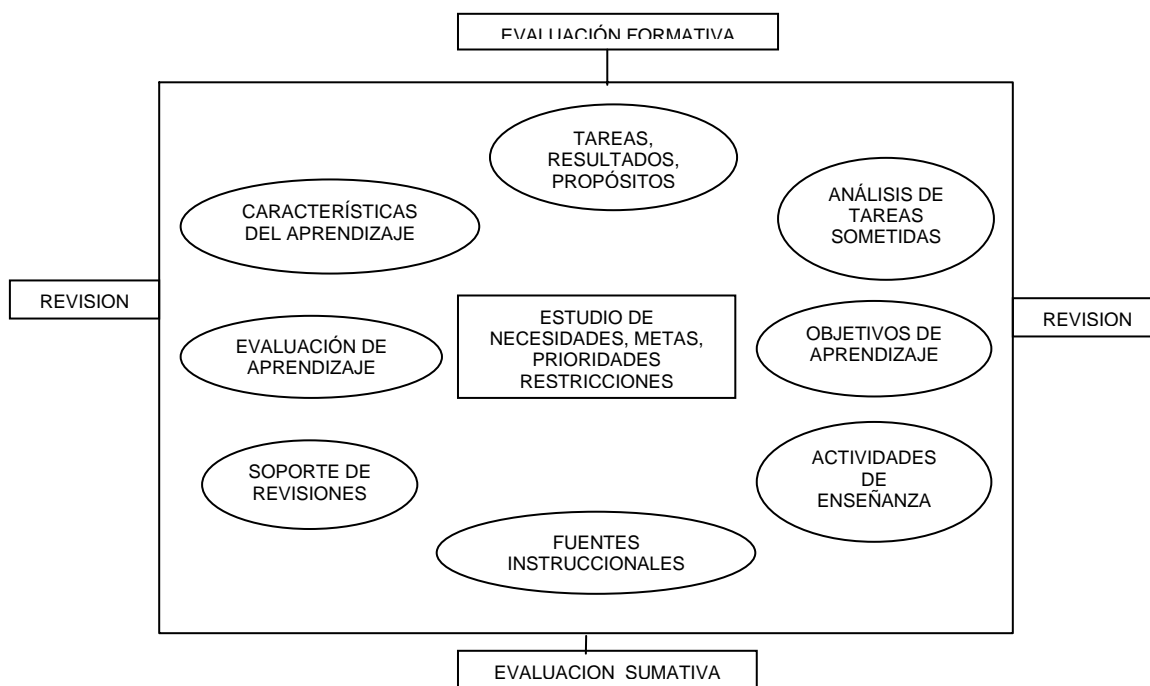 EVALUACIÓN FORMATIVA
TAREAS,
RESULTADOS,
PROPÓSITOS
ANÁLISIS DE
TAREAS
SOMETIDAS
CARACTERÍSTICAS
DEL APRENDIZAJE
REVISION
ESTUDIO DE
NECESIDADES, METAS,
PRIORIDADES
RESTRICCIONES
OBJETIVOS DE
APRENDIZAJE
REVISION
EVALUACIÓN DE
APRENDIZAJE
SOPORTE DE
REVISIONES
ACTIVIDADES
DE
ENSEÑANZA
FUENTES
INSTRUCCIONALES
EVALUACION SUMATIVA